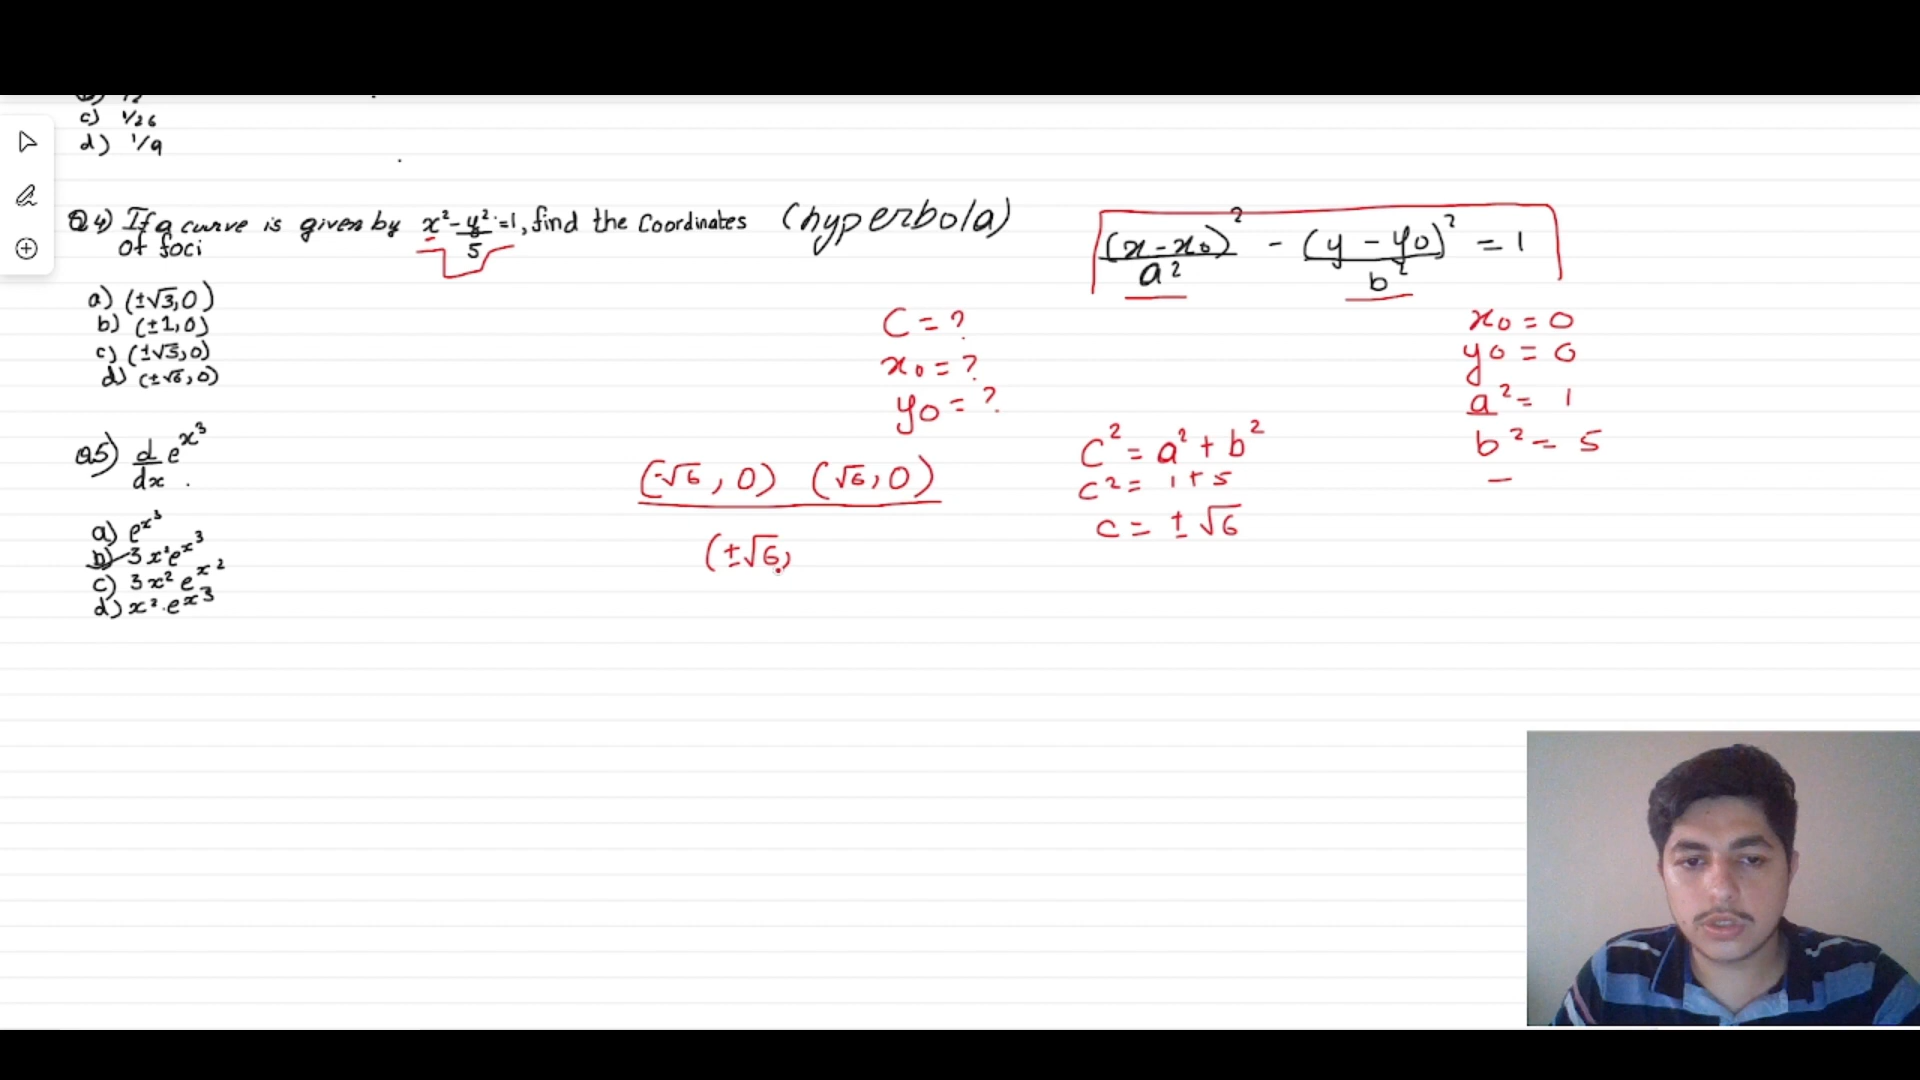 c) 1/26
d) 1/9
Q4) If a curve is given by x² - y²/5 = 1, find the coordinates (hyperbola)
of foci
a) (±√3, 0)
b) (±1, 0)
c) (±√3, 0)
d) (±√6, 0)
Q5) d/dx e^x³
a) e^x³
b) 3x²e^x³
c) 3x² e^x²
d) x².e^x³
(x - x₀)²/a² - (y - y₀)²/b² = 1
C = ?
x₀ = ?
y₀ = ?
(-√6, 0) (√6, 0)
(±√6,
C² = a² + b²
c² = 1 + 5
c = ± √6
x₀ = 0
y₀ = 0
a² = 1
b² = 5